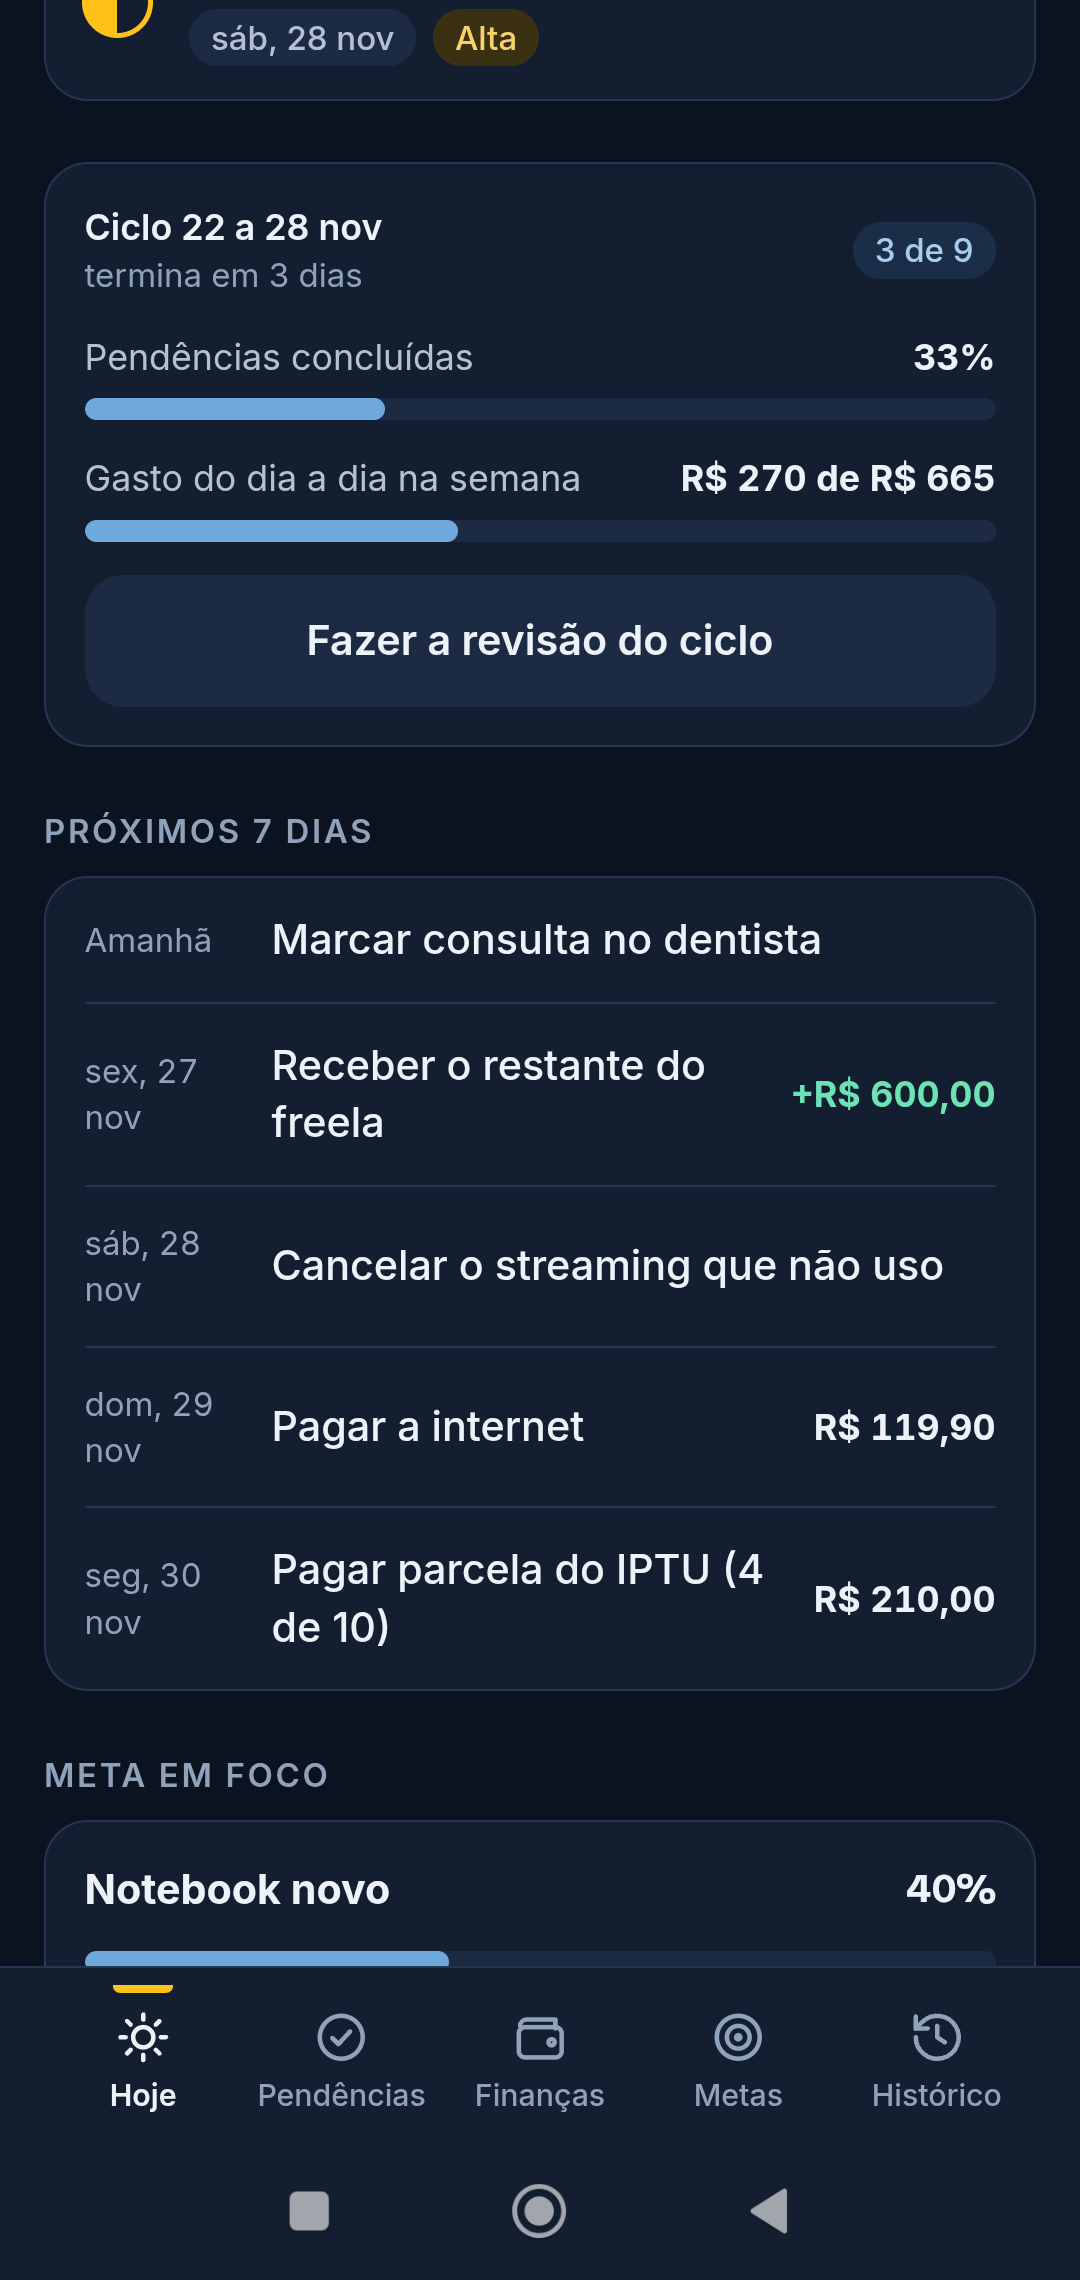 sáb, 28 nov Alta
Ciclo 22 a 28 nov
termina em 3 dias
3 de 9
Pendências concluídas 33%
Gasto do dia a dia na semana R$ 270 de R$ 665
Fazer a revisão do ciclo
PRÓXIMOS 7 DIAS
Amanhã Marcar consulta no dentista
sex, 27
nov
Receber o restante do
freela
+R$ 600,00
sáb, 28
nov
Cancelar o streaming que não uso
dom, 29
nov
Pagar a internet
R$ 119,90
seg, 30
nov
Pagar parcela do IPTU (4
de 10)
R$ 210,00
META EM FOCO
Notebook novo 40%
Hoje Pendências Finanças Metas Histórico